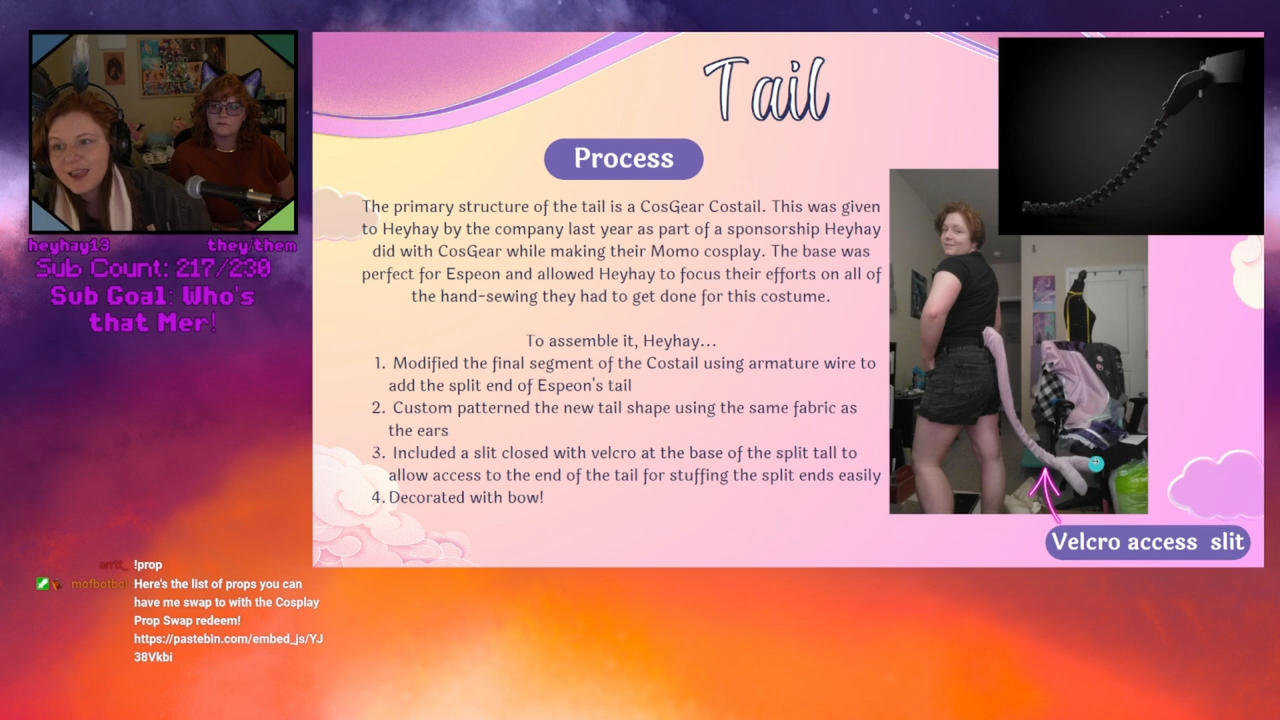 Tail
Process
The primary structure of the tail is a CosGear Costail. This was given
to Heyhay by the company last year as part of a sponsorship Heyhay
did with CosGear while making their Momo cosplay. The base was
perfect for Espeon and allowed Heyhay to focus their efforts on all of
the hand-sewing they had to get done for this costume.
To assemble it, Heyhay...
1. Modified the final segment of the Costail using armature wire to
add the split end of Espeon's tail
2. Custom patterned the new tail shape using the same fabric as
the ears
3. Included a slit closed with velcro at the base of the split tall to
allow access to the end of the tail for stuffing the split ends easily
4. Decorated with bow!
Velcro access slit
heyhay13 they/them
Sub Count: 217/230
Sub Goal: Who's
that Mer!
!prop
Here's the list of props you can
have me swap to with the Cosplay
Prop Swap redeem!
https://pastebin.com/embed_js/YJ
38Vkbi